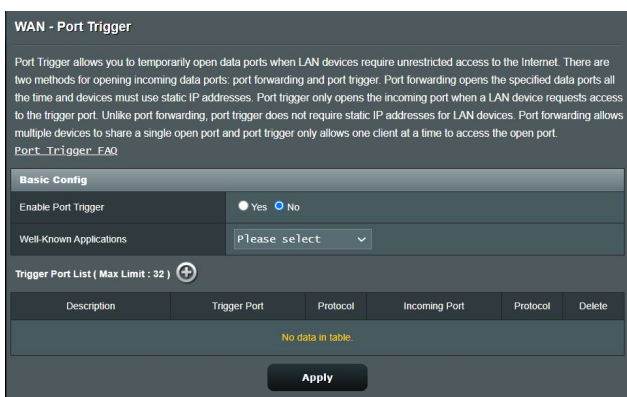 WAN - Port Trigger
Port Trigger allows you to temporarily open data ports when LAN devices require unrestricted access to the Internet. There are
two methods for opening incoming data ports: port forwarding and port trigger. Port forwarding opens the specified data ports all
the time and devices must use static IP addresses. Port trigger only opens the incoming port when a LAN device requests access
to the trigger port. Unlike port forwarding, port trigger does not require static IP addresses for LAN devices. Port forwarding allows
multiple devices to share a single open port and port trigger only allows one client at a time to access the open port.
Port Trigger FAQ
Basic Config
Enable Port Trigger Yes No
Well-Known Applications Please select
Trigger Port List ( Max Limit : 32 )
Description Trigger Port Protocol Incoming Port Protocol Delete
No data in table.
Apply